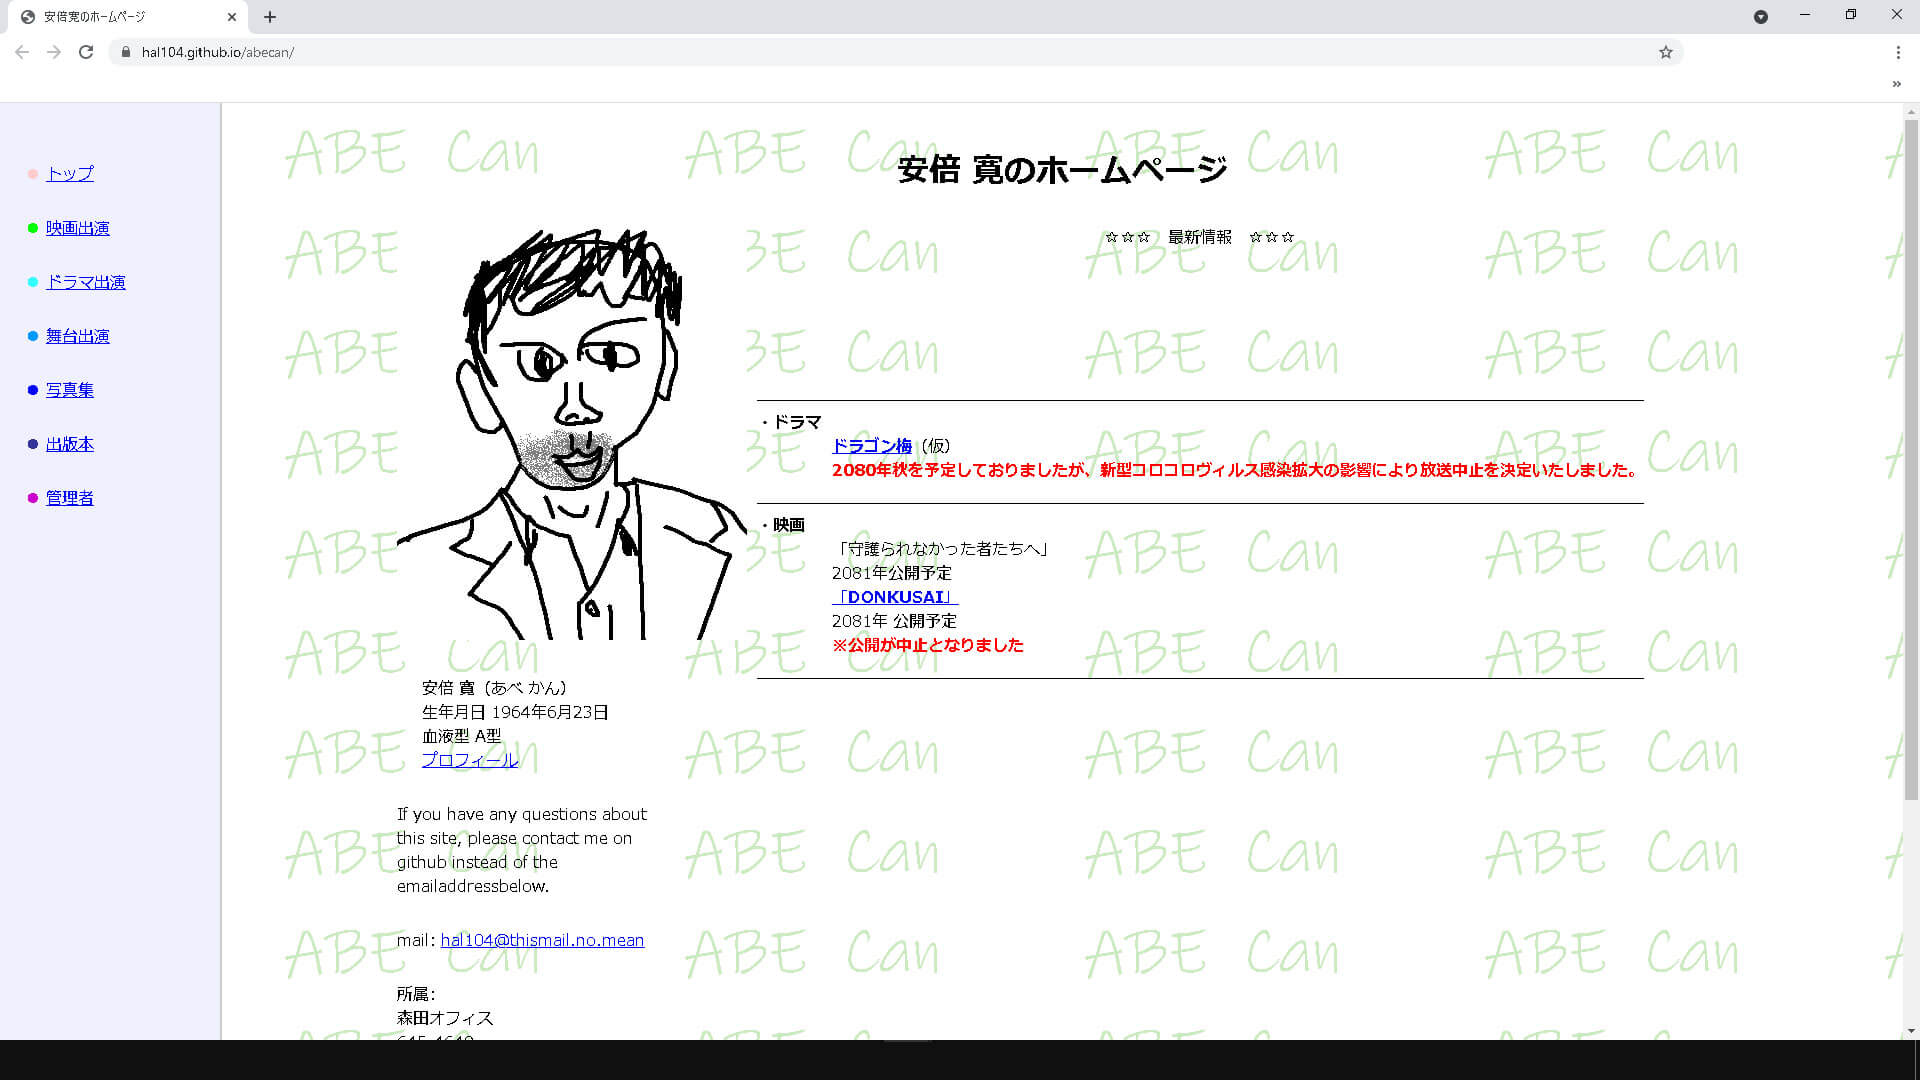 安倍寛のホームページ
hal104.github.io/abecan/
トップ
映画出演
ドラマ出演
舞台出演
写真集
出版本
管理者
ABE Can
安倍 寛のホームページ
☆☆☆ 最新情報 ☆☆☆
・ドラマ
ドラゴン梅（仮）
2080年秋を予定しておりましたが、新型コロコロヴィルス感染拡大の影響により放送中止を決定いたしました。
・映画
「守護られなかった者たちへ」
2081年公開予定
「DONKUSAI」
2081年 公開予定
※公開が中止となりました
安倍 寛（あべ かん）
生年月日 1964年6月23日
血液型 A型
プロフィール
If you have any questions about
this site, please contact me on
github instead of the
emailaddressbelow.
mail: hal104@thismail.no.mean
所属：
森田オフィス